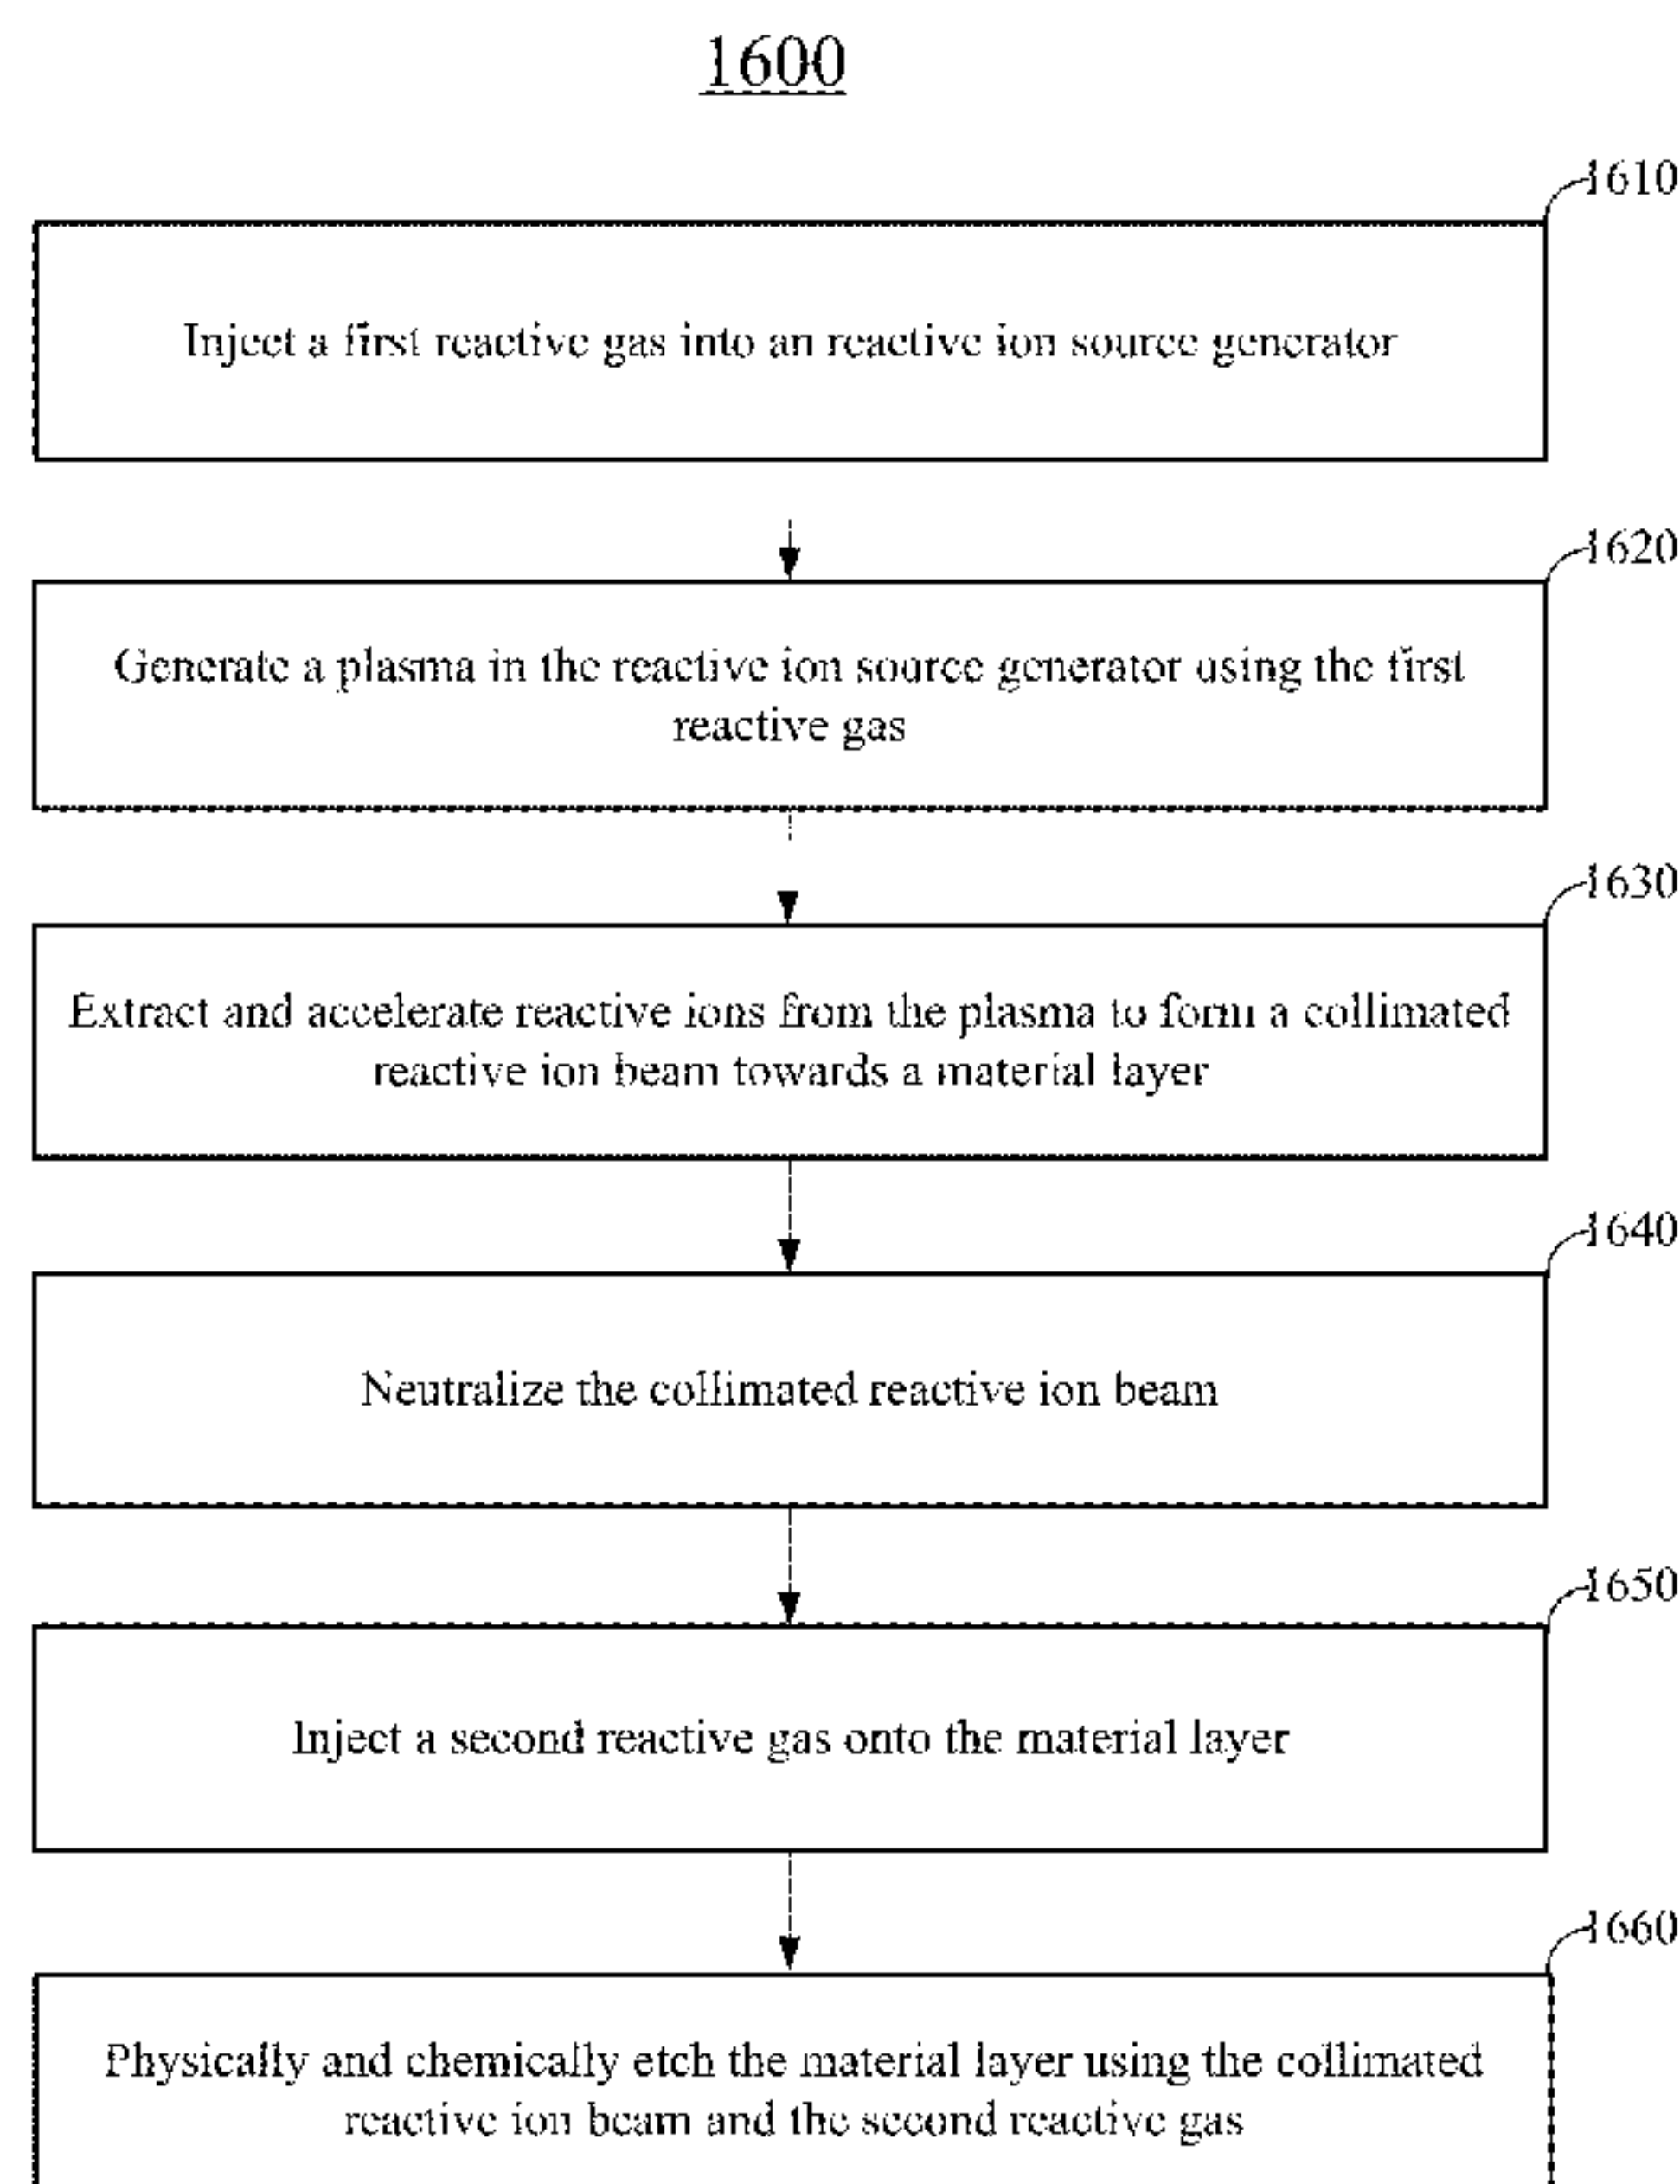 1600
1610
Inject a first reactive gas into an reactive ion source generator
1620
Generate a plasma in the reactive ion source generator using the first
reactive gas
1630
Extract and accelerate reactive ions from the plasma to form a collimated
reactive ion beam towards a material layer
1640
Neutralize the collimated reactive ion beam
1650
Inject a second reactive gas onto the material layer
1660
Physically and chemically etch the material layer using the collimated
reactive ion beam and the second reactive gas